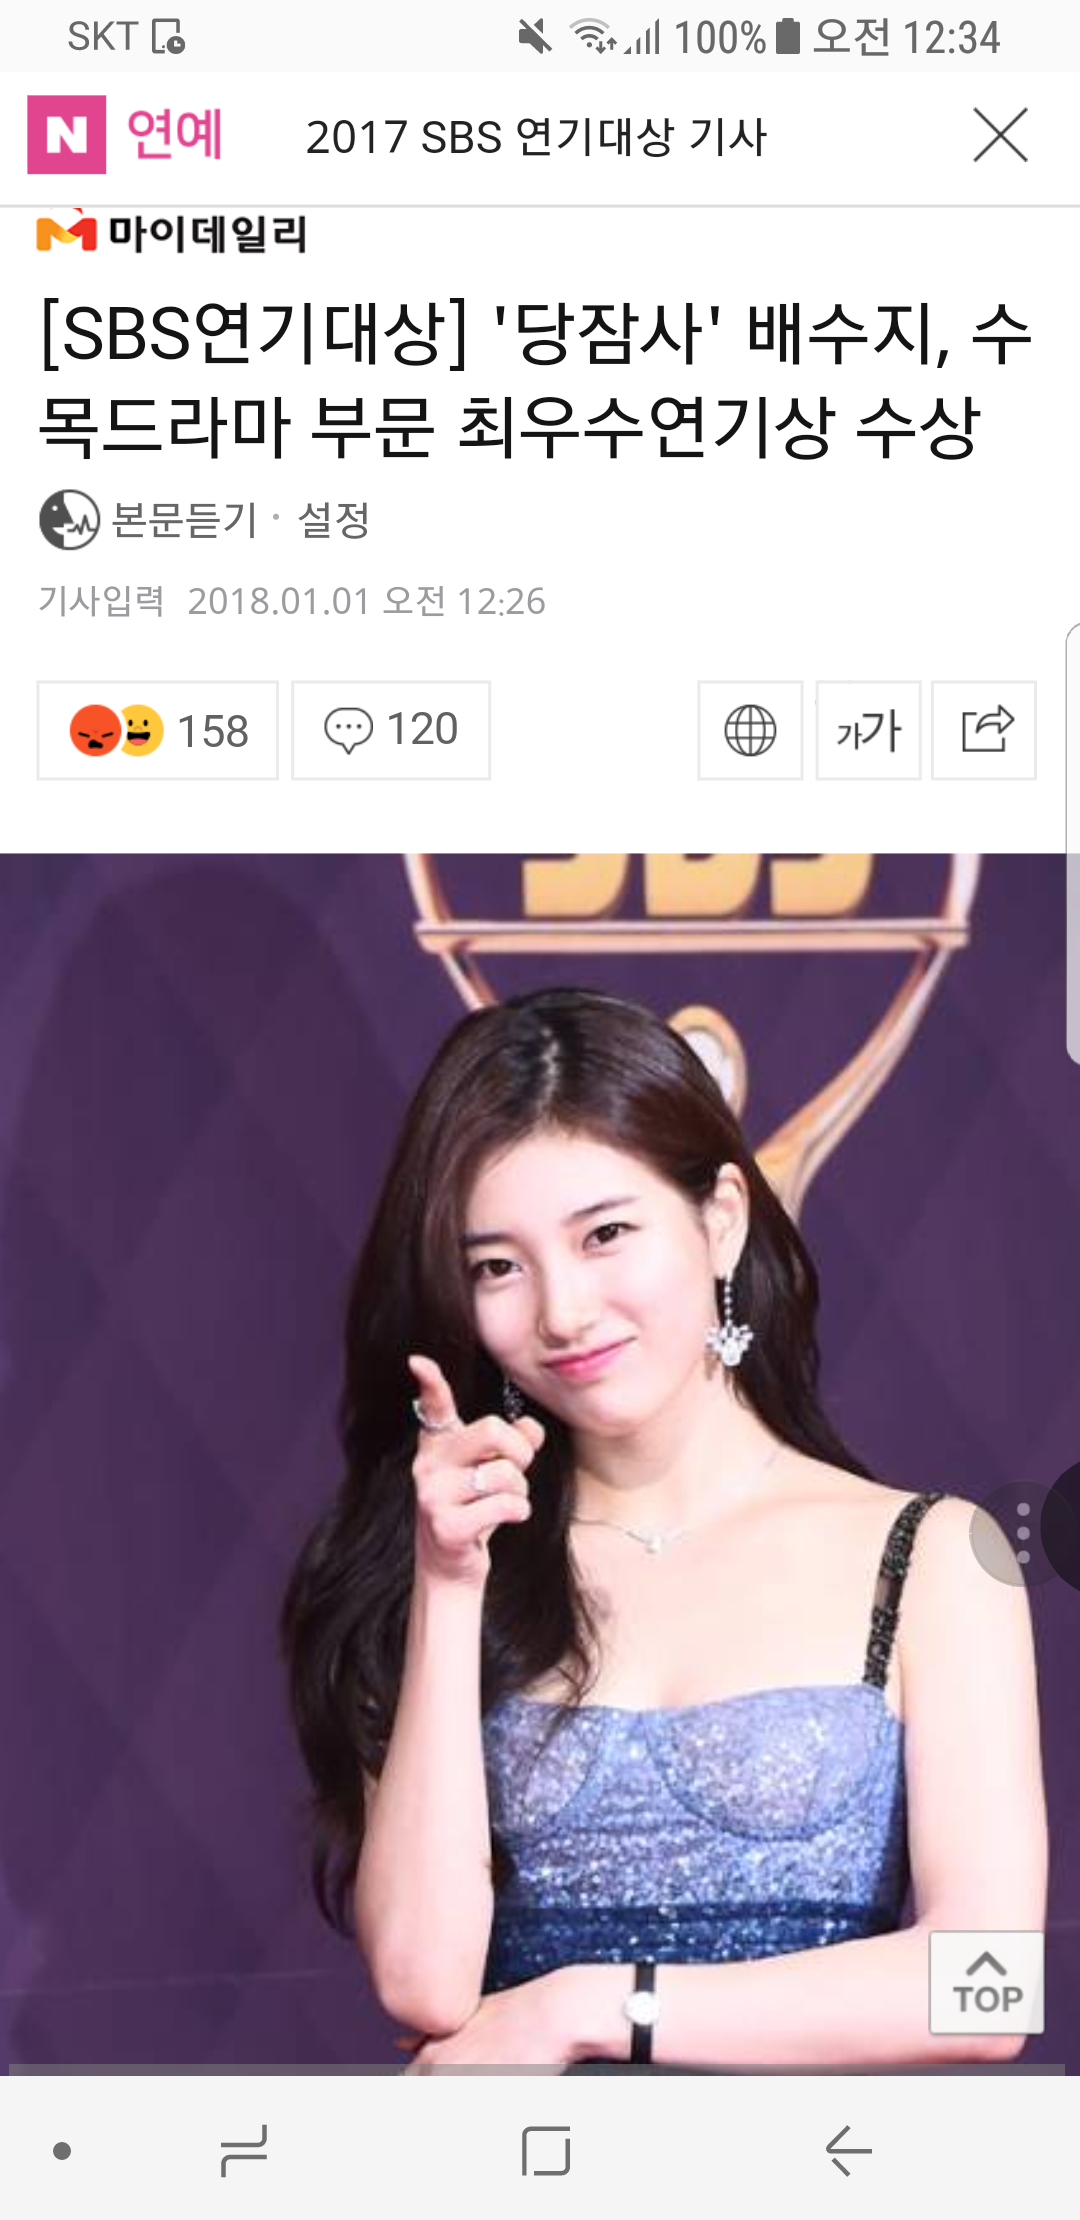 SKT 100% 오전 12:34
N 연예 2017 SBS 연기대상 기사
마이데일리
[SBS연기대상] '당잠사' 배수지, 수
목드라마 부문 최우수연기상 수상
본문듣기 · 설정
기사입력 2018.01.01 오전 12:26
158 120 가가
SBS
TOP